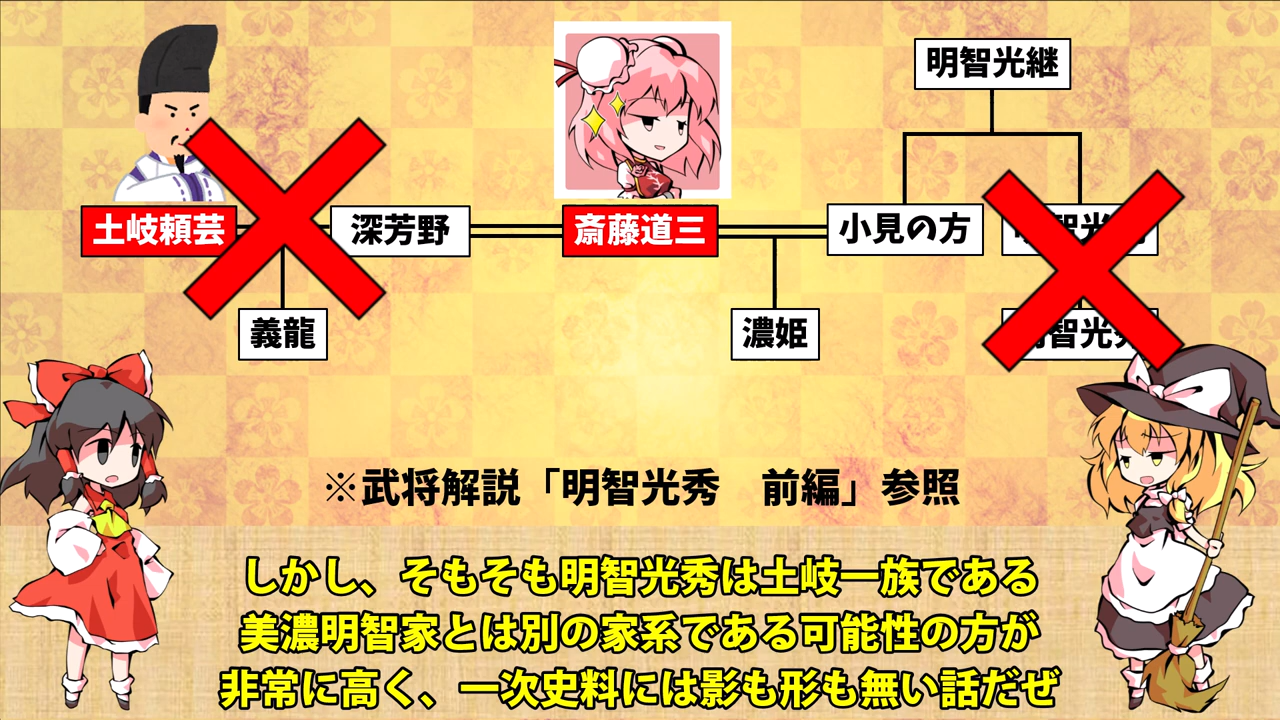 明智光継
土岐頼芸
深芳野
斎藤道三
小見の方
義龍
濃姫
※武将解説「明智光秀 前編」参照
しかし、そもそも明智光秀は土岐一族である
美濃明智家とは別の家系である可能性の方が
非常に高く、一次史料には影も形も無い話だぜ